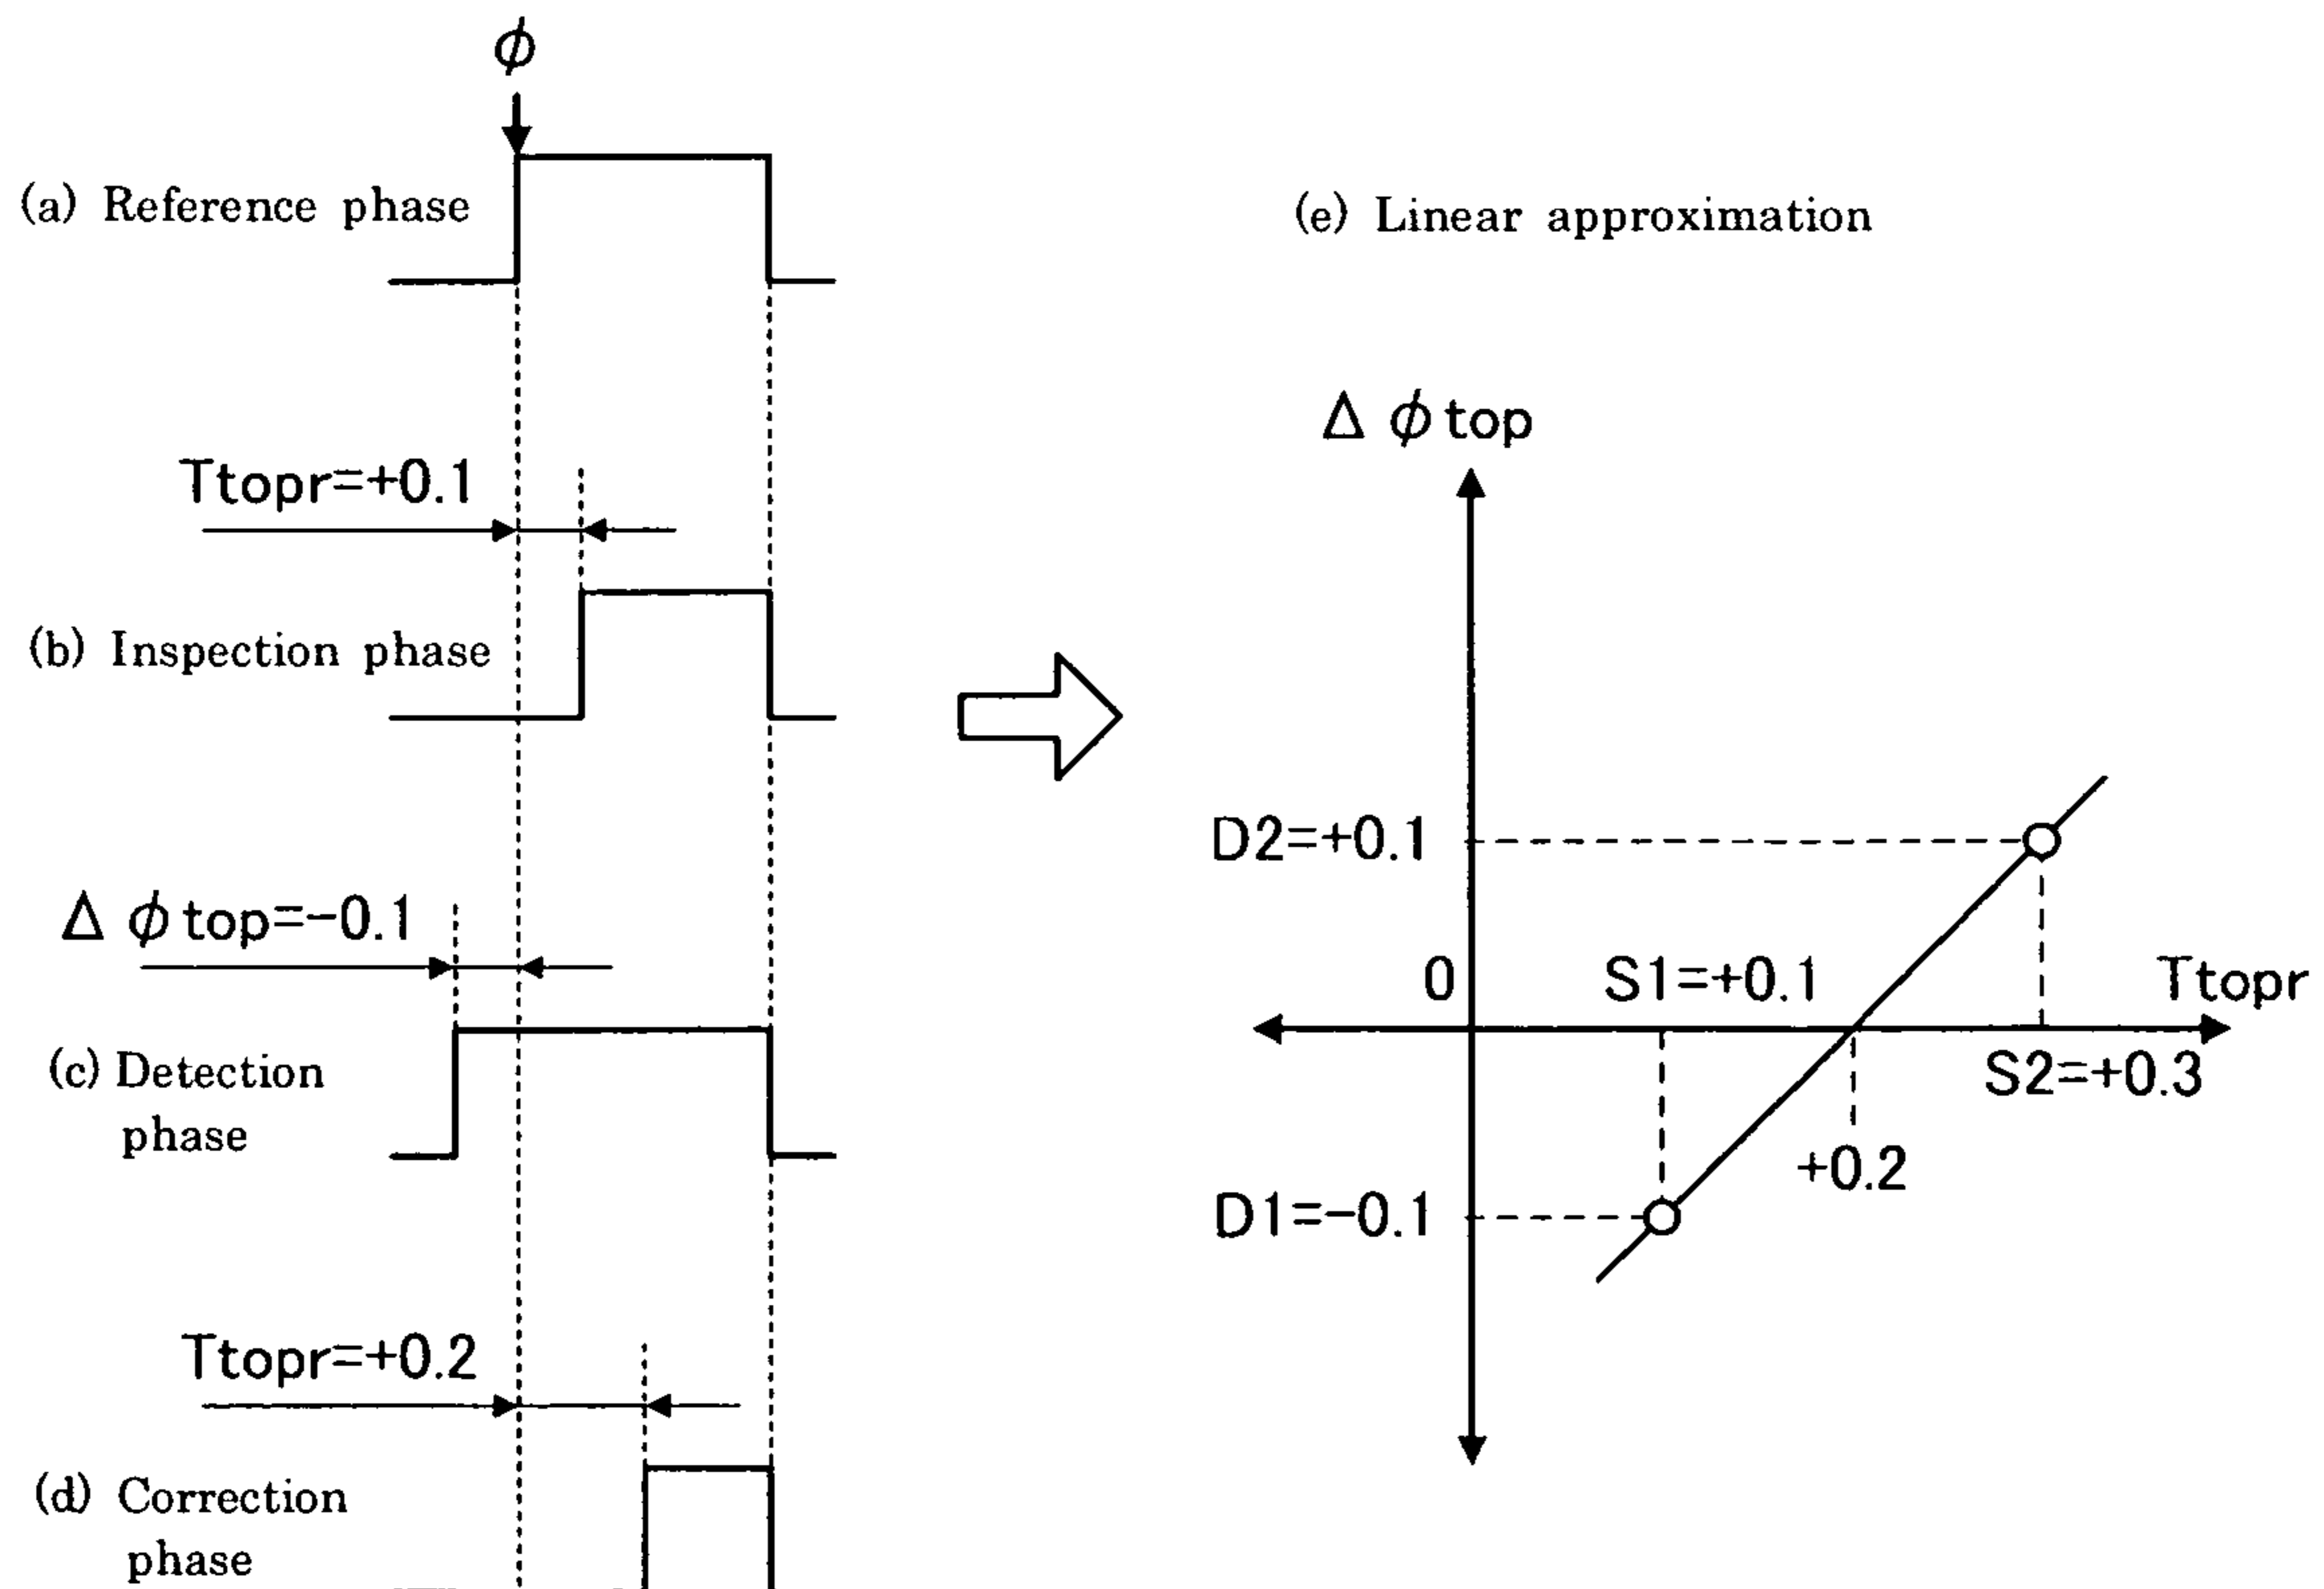 ϕ
(a) Reference phase
Ttopr=+0.1
(b) Inspection phase
Δ ϕ top=-0.1
(c) Detection
phase
Ttopr=+0.2
(d) Correction
phase
(e) Linear approximation
Δ ϕ top
D2=+0.1
0
S1=+0.1
Ttopr
S2=+0.3
+0.2
D1=-0.1